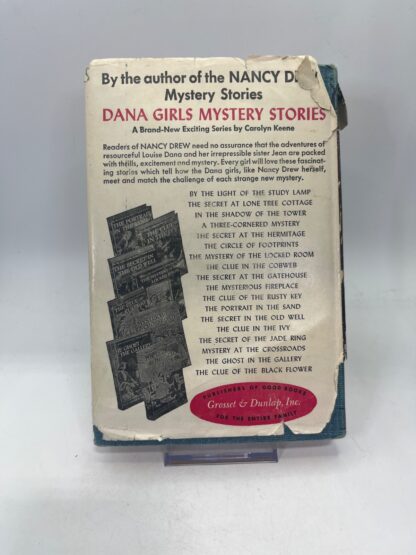 By the author of the NANCY
Mystery Stories
DANA GIRLS MYSTERY STORIES
A Brand-New Exciting Series by Carolyn Keene
Readers of NANCY DREW need no assurance that the adventures of
resourceful Louise Dana and her irrepressible sister Jean are packed
with thrills, excitement and mystery. Every girl will love these fascinat-
ing stories which tell how the Dana girls, like Nancy Drew herself,
meet and match the challenge of each strange new mystery.
BY THE LIGHT OF THE STUDY LAMP
THE SECRET AT LONE TREE COTTAGE
IN THE SHADOW OF THE TOWER
A THREE-CORNERED MYSTERY
THE SECRET AT THE HERMITAGE
THE CIRCLE OF FOOTPRINTS
THE MYSTERY OF THE LOCKED ROOM
THE CLUE IN THE COBWEB
THE SECRET AT THE GATEHOUSE
THE MYSTERIOUS FIREPLACE
THE CLUE OF THE RUSTY KEY
THE PORTRAIT IN THE SAND
THE SECRET IN THE OLD WELL
THE CLUE IN THE IVY
THE SECRET OF THE JADE RING
MYSTERY AT THE CROSSROADS
THE GHOST IN THE GALLERY
THE CLUE OF THE BLACK FLOWER
PUBLISHERS OF GOOD BOOKS
Grosset & Dunlap, Inc.
FOR THE ENTIRE FAMILY